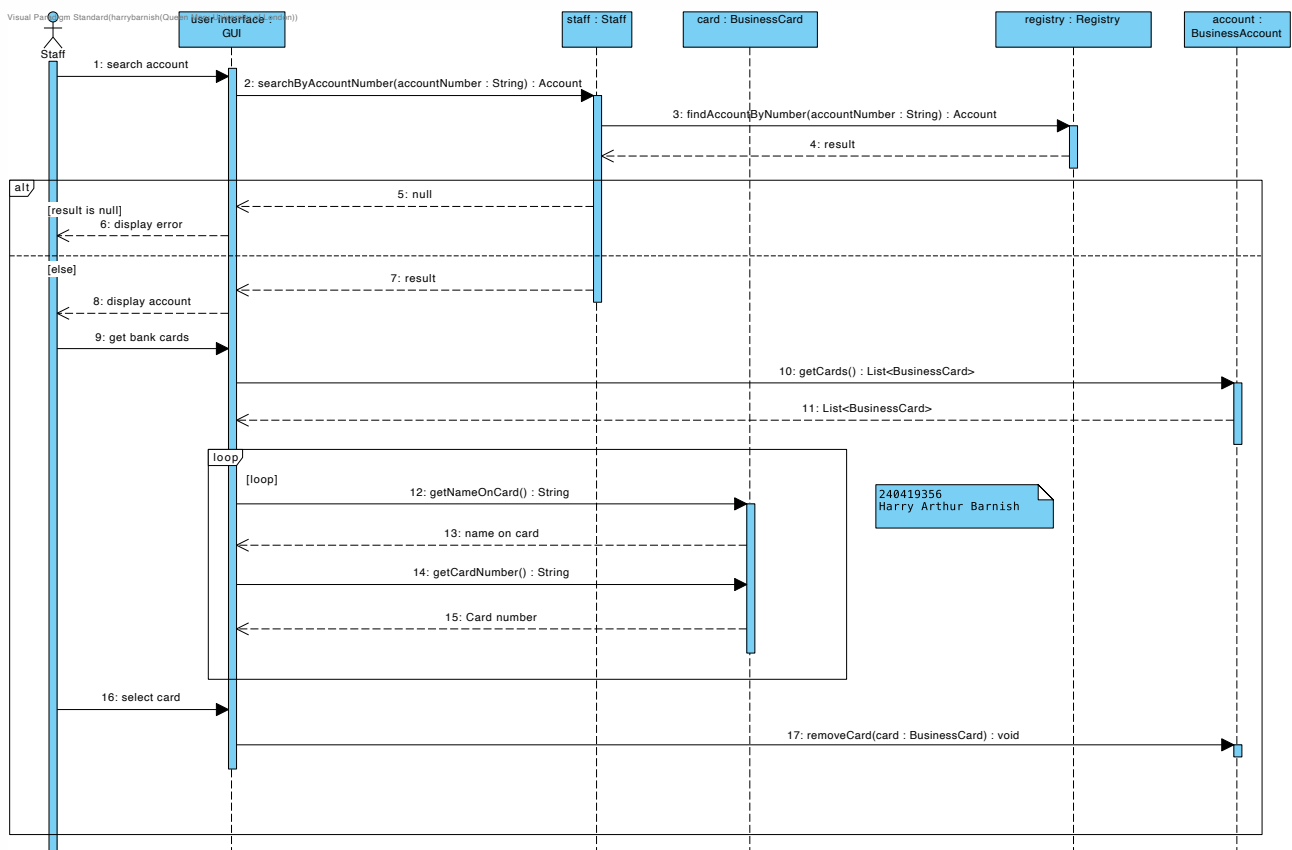 Visual Paradigm Standard(harrybarnish(Queen Mary University of London))
user interface :
GUI
staff : Staff
card : BusinessCard
registry : Registry
account :
BusinessAccount
Staff
1: search account
2: searchByAccountNumber(accountNumber : String) : Account
3: findAccountByNumber(accountNumber : String) : Account
4: result
alt
5: null
[result is null]
6: display error
[else]
7: result
8: display account
9: get bank cards
10: getCards() : List<BusinessCard>
11: List<BusinessCard>
loop
[loop]
12: getNameOnCard() : String
240419356
Harry Arthur Barnish
13: name on card
14: getCardNumber() : String
15: Card number
16: select card
17: removeCard(card : BusinessCard) : void